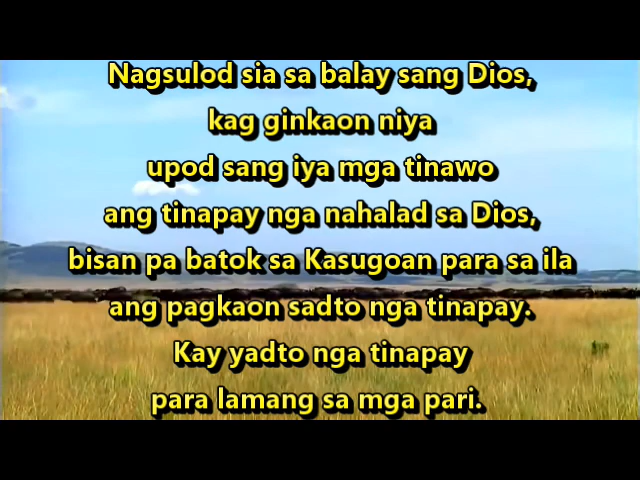 Nagsulod sia sa balay sang Dios,
kag ginkaon niya
upod sang iya mga tinawo
ang tinapay nga nahalad sa Dios,
bisan pa batok sa Kasugoan para sa ila
ang pagkaon sadto nga tinapay.
Kay yadto nga tinapay
para lamang sa mga pari.